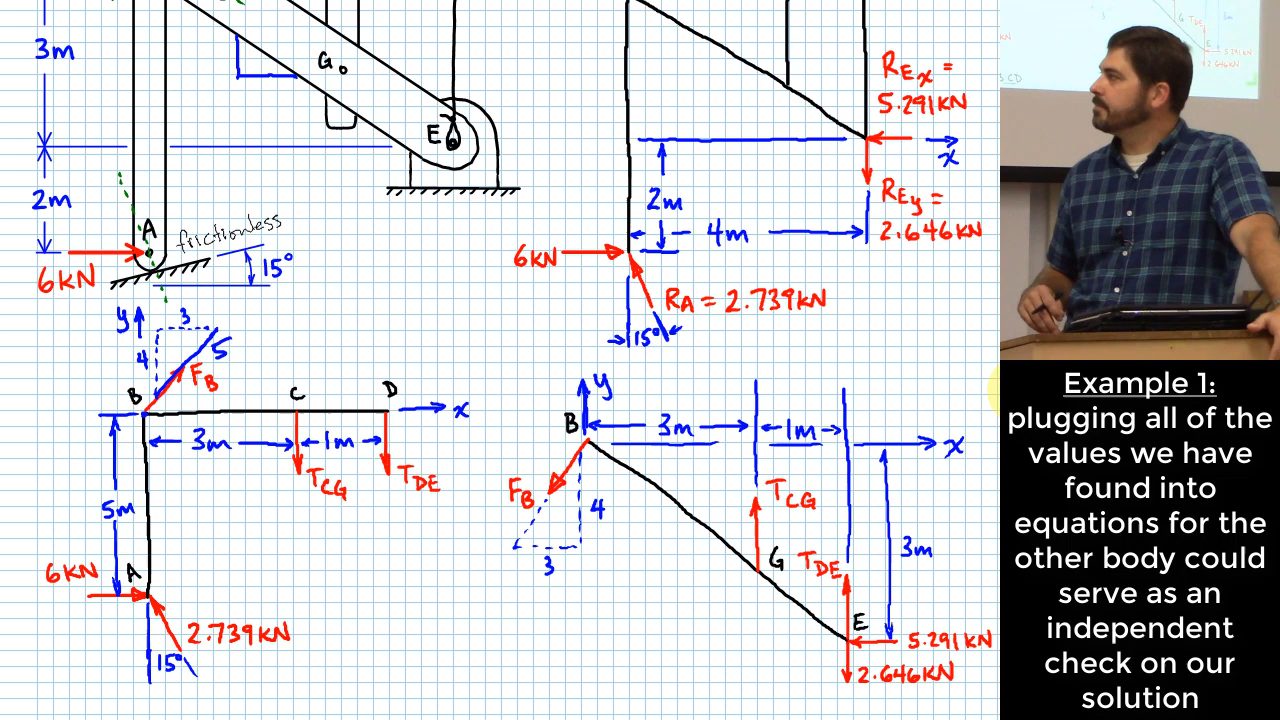 3m
G
E
2m
A
frictionless
6KN
15°
R_Ex =
5.291KN
x
2m
R_Ey =
2.646KN
4m
6KN
R_A = 2.739KN
15°
y
3
4
5
F_B
B
C
D
x
3m
1m
T_CG
T_DE
5m
6KN
A
2.739KN
15°
y
B
3m
1m
x
F_B
4
3
T_CG
G
T_DE
3m
E
5.291KN
2.646KN
Example 1:
plugging all of the
values we have
found into
equations for the
other body could
serve as an
independent
check on our
solution